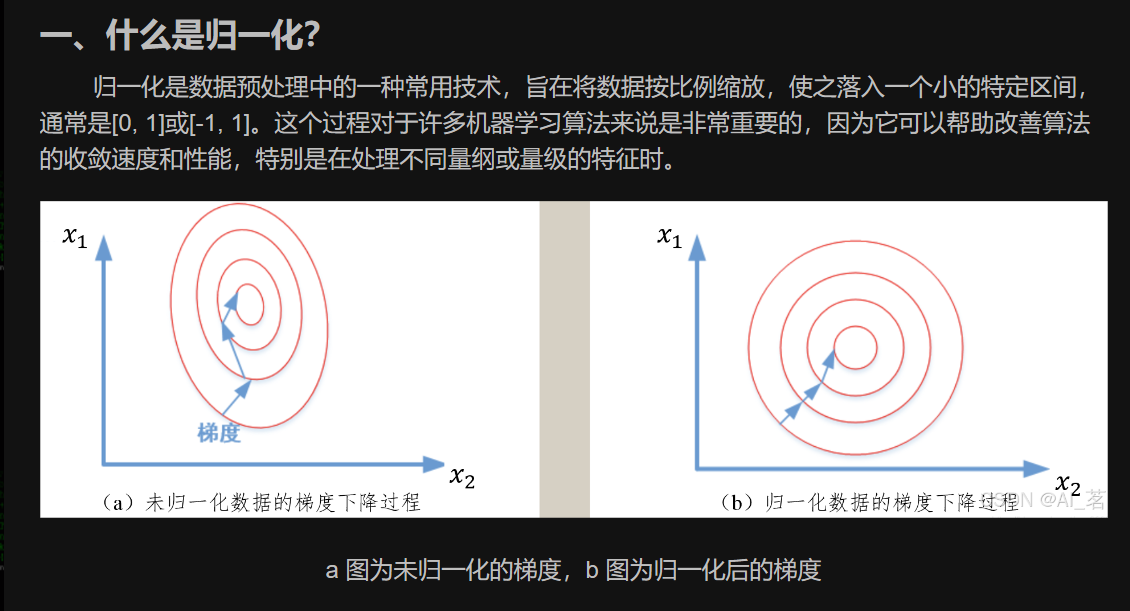 一、什么是归一化？
归一化是数据预处理中的一种常用技术，旨在将数据按比例缩放，使之落入一个小的特定区间，
通常是[0, 1]或[-1, 1]。这个过程对于许多机器学习算法来说是非常重要的，因为它可以帮助改善算法
的收敛速度和性能，特别是在处理不同量纲或量级的特征时。
x₁
梯度
x₂
（a）未归一化数据的梯度下降过程
x₁
x₂
（b）归一化数据的梯度下降过程
CSDN @AI_茗
a 图为未归一化的梯度，b 图为归一化后的梯度